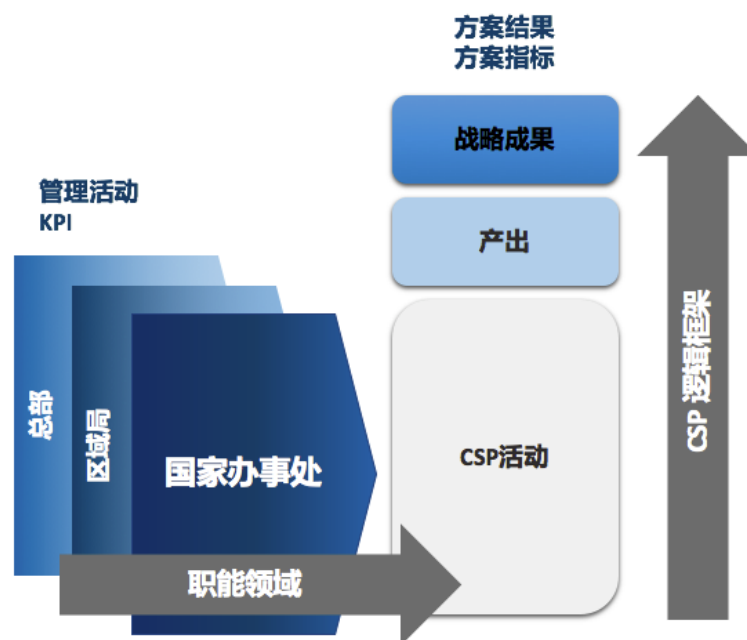 方案结果
方案指标
战略成果
管理活动
KPI
产出
总部
区域局
国家办事处
CSP活动
CSP 逻辑框架
职能领域